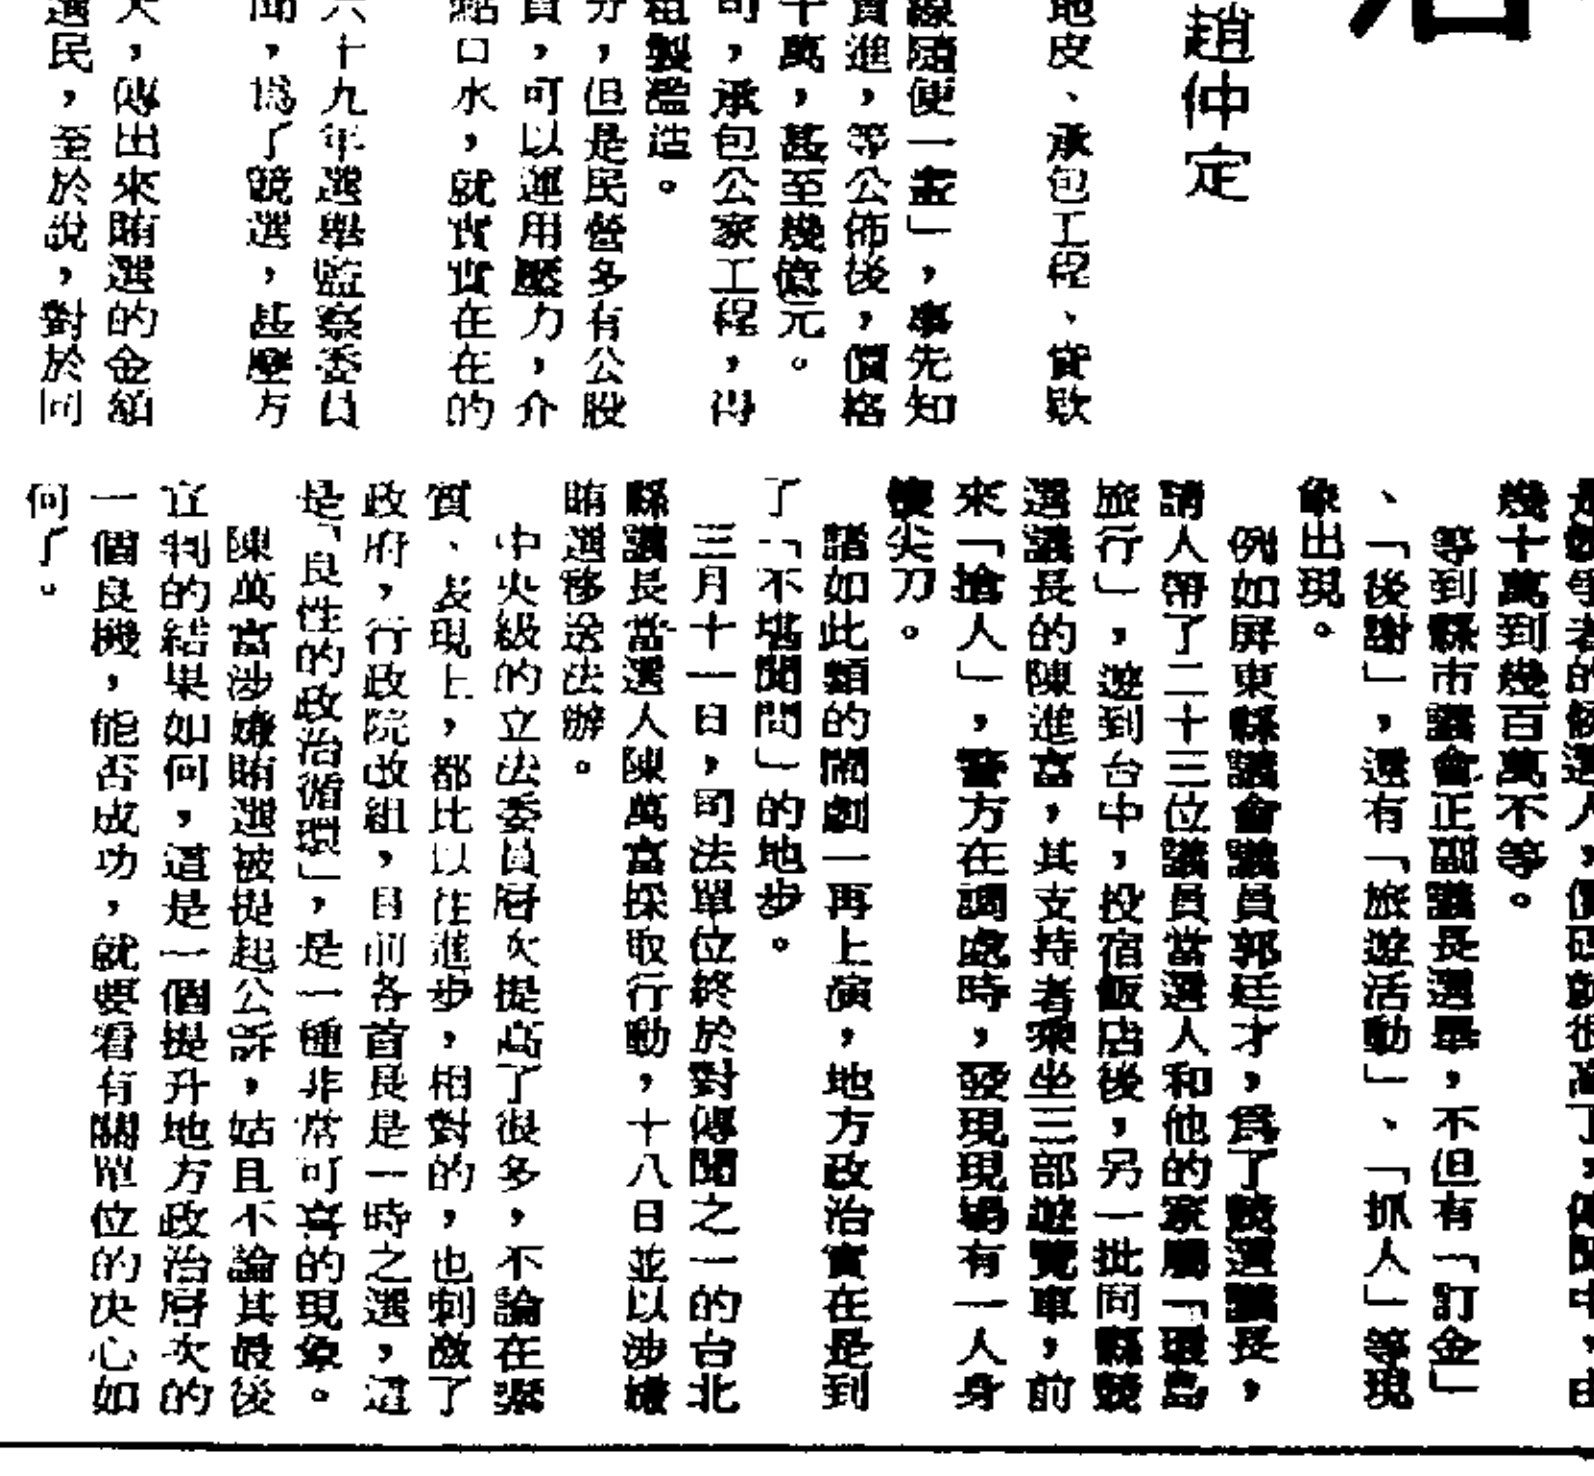 趙仲定
地皮、承包工程、賒欠
線隨便一畫」，事先知
賣進，等公佈後，價格
十萬，甚至幾億元。
司，承包公家工程，得
粗製濫造。
分，但是民營多有公股
員，可以運用壓力，介
點口水，就實實在在的
六十九年選舉監察委員
聞，為了競選，甚麼方
大，傳出來賄選的金額
選民，至於說，對於同
幾十萬到幾百萬不等。
等到縣市議會正副議長選舉，不但有「訂金」
、「後謝」，還有「旅遊活動」、「抓人」等現
象出現。
例如屏東縣議會議員郭廷才，為了競選議長，
請人帶了二十三位議員當選人和他的家屬「環島
旅行」，遊到台中，投宿飯店後，另一批同縣競
選議長的陳進富，其支持者乘坐三部遊覽車，前
來「搶人」，警方在調處時，發現現場有一人身
懷尖刀。
諸如此類的鬧劇一再上演，地方政治實在是到
了「不堪聞問」的地步。
三月十一日，司法單位終於對傳聞之一的台北
縣議長當選人陳萬富採取行動，十八日並以涉嫌
賄選移送法辦。
中央級的立法委員層次提高了很多，不論在素
質、表現上，都比以往進步，相對的，也刺激了
政府，行政院改組，目前各首長是一時之選，這
是「良性的政治循環」，是一種非常可喜的現象。
陳萬富涉嫌賄選被提起公訴，姑且不論其最後
宣判的結果如何，這是一個提升地方政治層次的
一個良機，能否成功，就要看有關單位的決心如
何了。